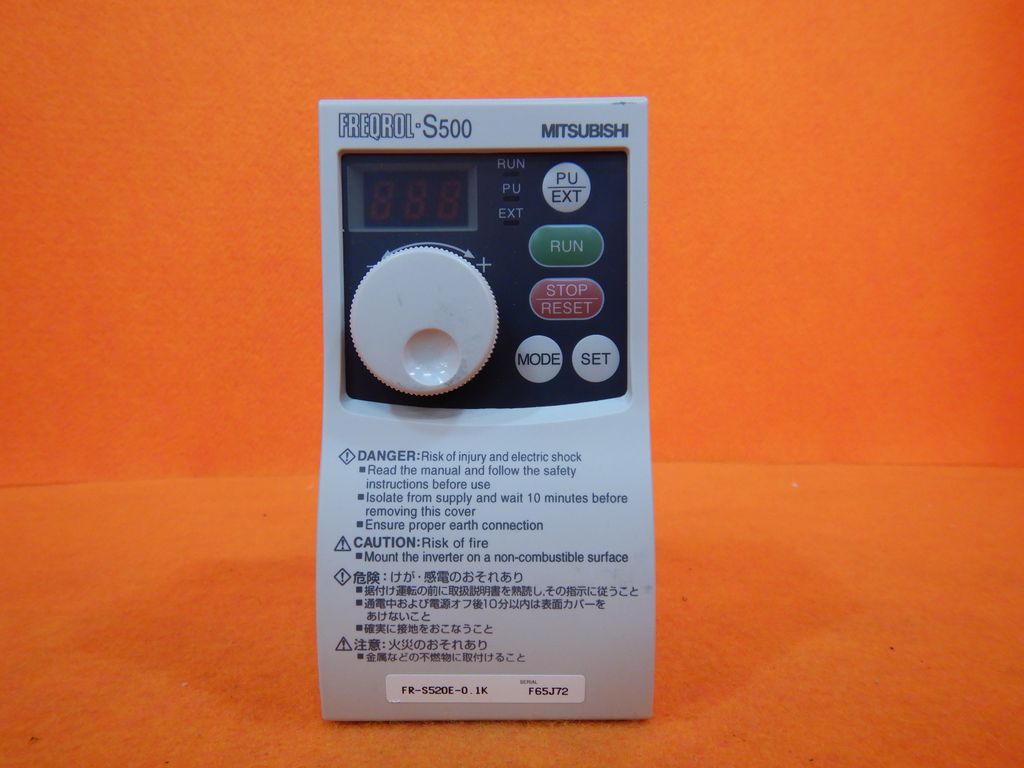 FREQROL-S500 MITSUBISHI
RUN
PU
EXT
PU
EXT
RUN
- +
STOP
RESET
MODE SET
DANGER: Risk of injury and electric shock
■Read the manual and follow the safety
instructions before use
■Isolate from supply and wait 10 minutes before
removing this cover
■Ensure proper earth connection
CAUTION: Risk of fire
■Mount the inverter on a non-combustible surface
危険：けが・感電のおそれあり
■据付け運転の前に取扱説明書を熟読し、その指示に従うこと
■通電中および電源オフ後10分以内は表面カバーを
あけないこと
■確実に接地をおこなうこと
注意：火災のおそれあり
■金属などの不燃物に取付けること
SERIAL
FR-S520E-0.1K F65J72